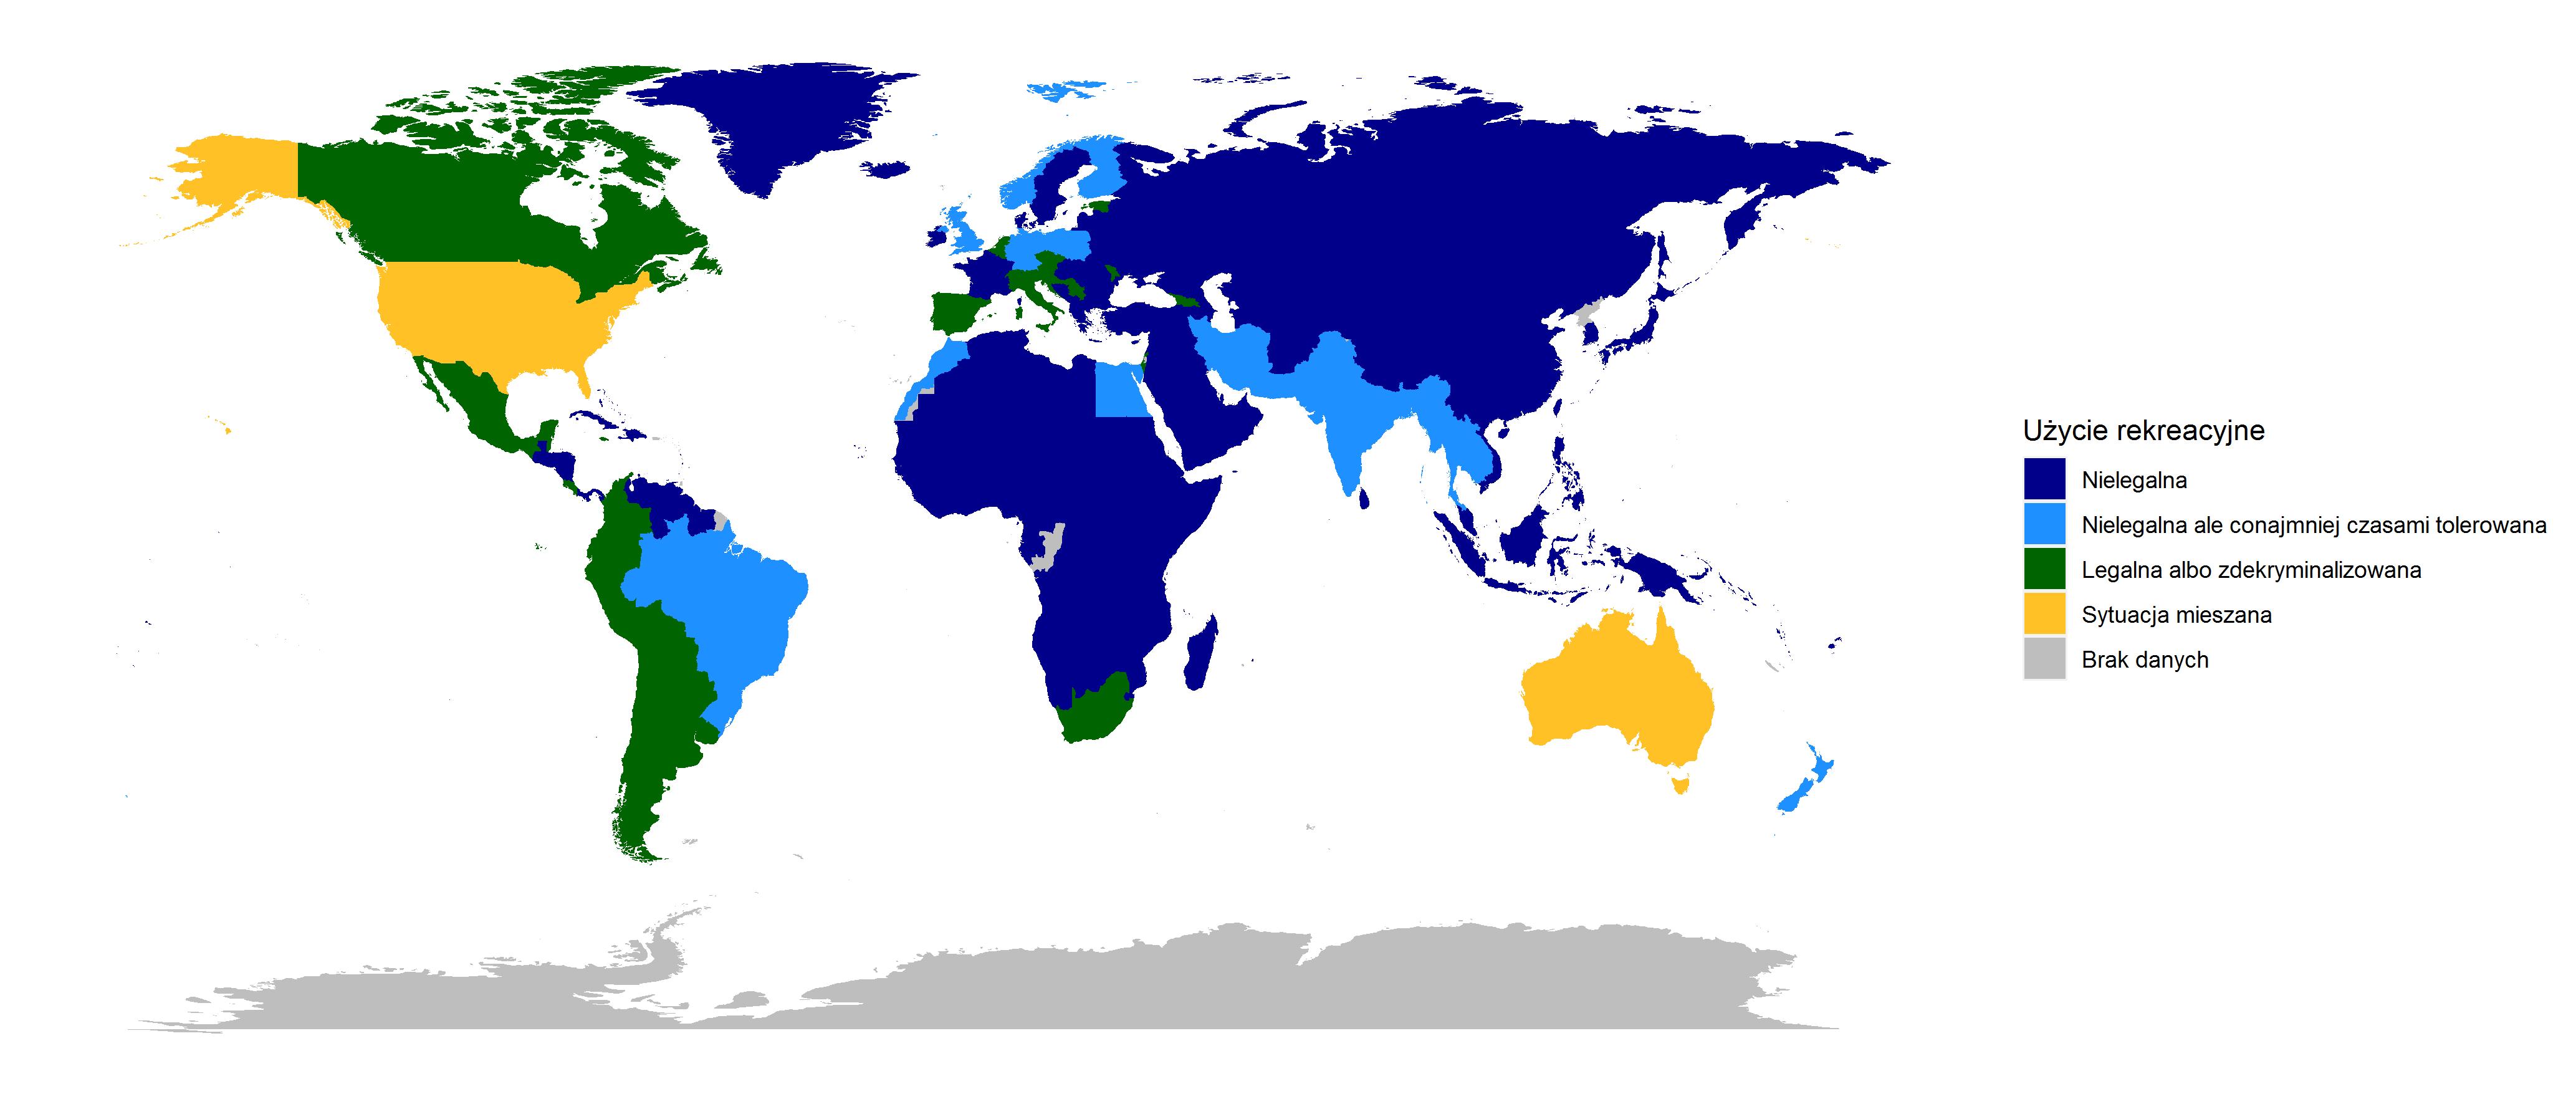 Użycie rekreacyjne
Nielegalna
Nielegalna ale conajmniej czasami tolerowana
Legalna albo zdekryminalizowana
Sytuacja mieszana
Brak danych